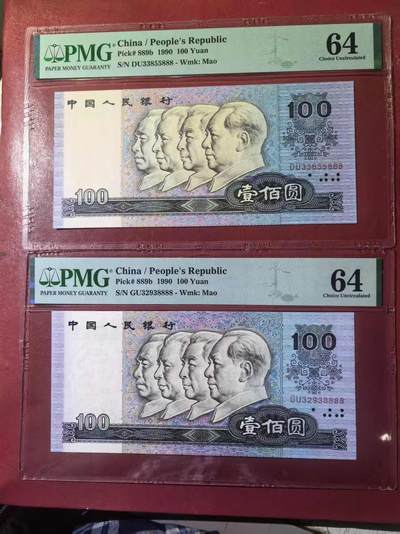 PMG
PAPER MONEY GUARANTY
China / People's Republic
Pick# 889b 1990 100 Yuan
S/N DU33855888 - Wmk: Mao
64
Choice Uncirculated
中国人民银行
100
DU33855888
100
壹佰圆
PMG
PAPER MONEY GUARANTY
China / People's Republic
Pick# 889b 1990 100 Yuan
S/N GU32938888 - Wmk: Mao
64
Choice Uncirculated
中国人民银行
100
GU32938888
100
壹佰圆